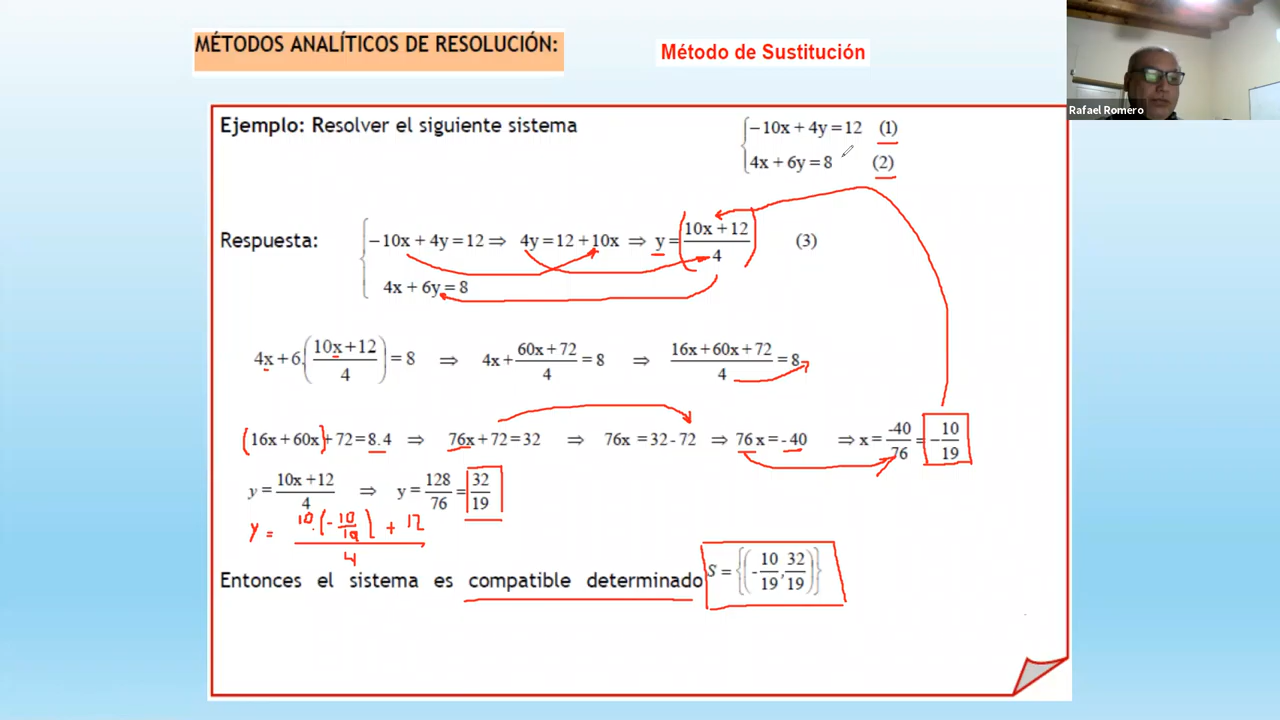 MÉTODOS ANALÍTICOS DE RESOLUCIÓN:
Método de Sustitución
Rafael Romero
Ejemplo: Resolver el siguiente sistema
{ −10x + 4y = 12 (1)
4x + 6y = 8 (2)
Respuesta: { −10x + 4y = 12 ⇒ 4y = 12 + 10x ⇒ y = (10x + 12)/4 (3)
4x + 6y = 8
4x + 6.((10x + 12)/4) = 8 ⇒ 4x + (60x + 72)/4 = 8 ⇒ (16x + 60x + 72)/4 = 8
(16x + 60x) + 72 = 8.4 ⇒ 76x + 72 = 32 ⇒ 76x = 32 - 72 ⇒ 76x = -40 ⇒ x = -40/76 = −10/19
y = (10x + 12)/4 ⇒ y = 128/76 = 32/19
y = (10.(-10/19) + 12)/4
Entonces el sistema es compatible determinado S = {(-10/19, 32/19)}